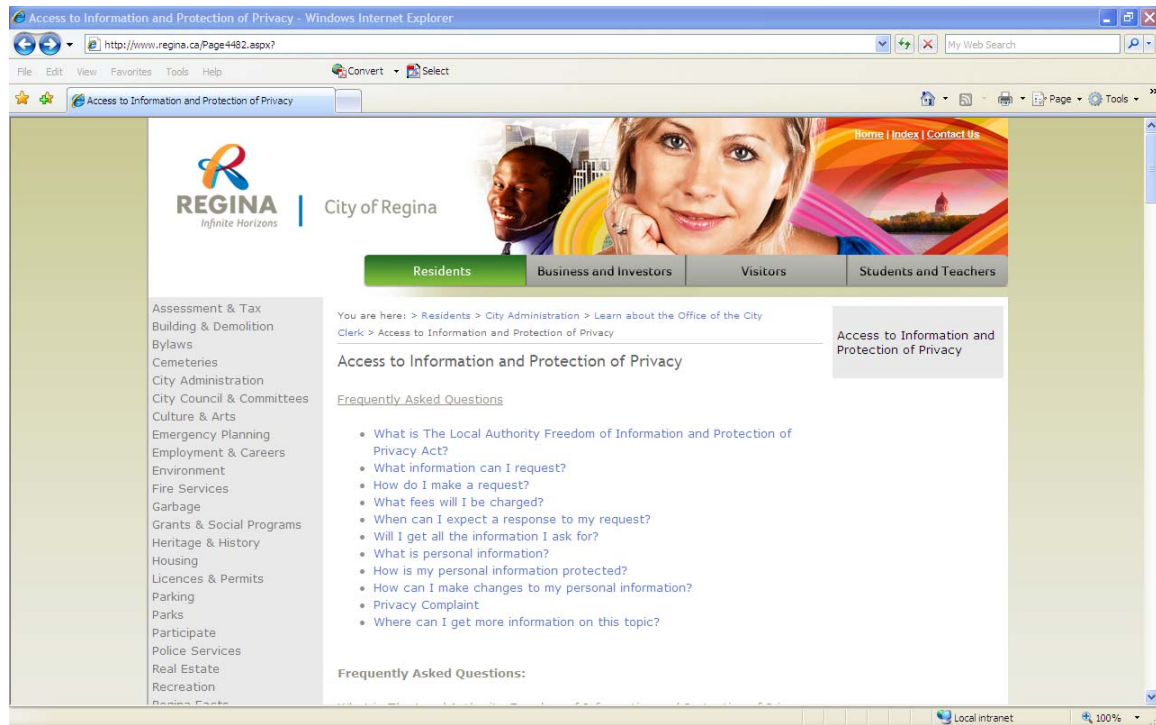 Access to Information and Protection of Privacy - Windows Internet Explorer
http://www.regina.ca/Page4482.aspx?
My Web Search
File Edit View Favorites Tools Help
Convert Select
Access to Information and Protection of Privacy
Page Tools
Home | Index | Contact Us
REGINA
Infinite Horizons
City of Regina
Residents
Business and Investors
Visitors
Students and Teachers
Assessment & Tax
Building & Demolition
Bylaws
Cemeteries
City Administration
City Council & Committees
Culture & Arts
Emergency Planning
Employment & Careers
Environment
Fire Services
Garbage
Grants & Social Programs
Heritage & History
Housing
Licences & Permits
Parking
Parks
Participate
Police Services
Real Estate
Recreation
You are here: > Residents > City Administration > Learn about the Office of the City
Clerk > Access to Information and Protection of Privacy
Access to Information and Protection of Privacy
Frequently Asked Questions
• What is The Local Authority Freedom of Information and Protection of
Privacy Act?
• What information can I request?
• How do I make a request?
• What fees will I be charged?
• When can I expect a response to my request?
• Will I get all the information I ask for?
• What is personal information?
• How is my personal information protected?
• How can I make changes to my personal information?
• Privacy Complaint
• Where can I get more information on this topic?
Frequently Asked Questions:
Access to Information and
Protection of Privacy
Local intranet
100%